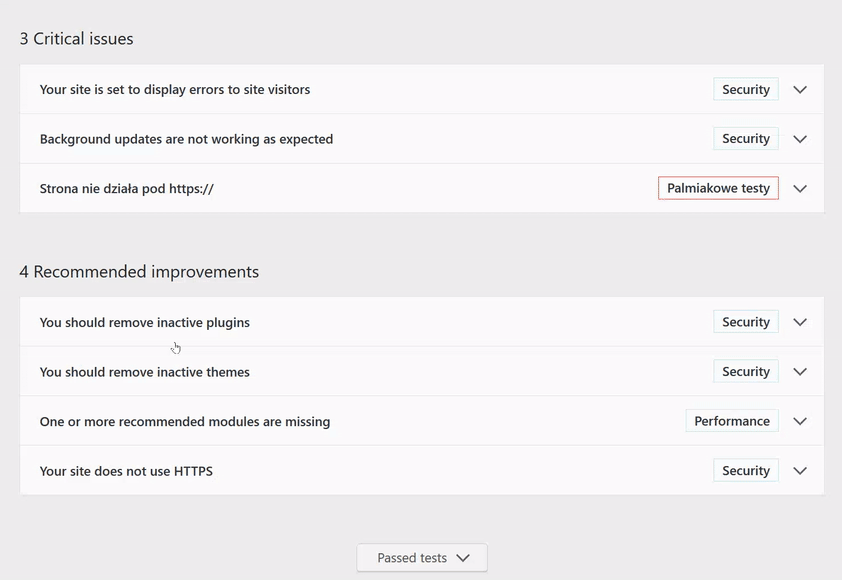 3 Critical issues
Your site is set to display errors to site visitors Security
Background updates are not working as expected Security
Strona nie działa pod https:// Palmiakowe testy
4 Recommended improvements
You should remove inactive plugins Security
You should remove inactive themes Security
One or more recommended modules are missing Performance
Your site does not use HTTPS Security
Passed tests